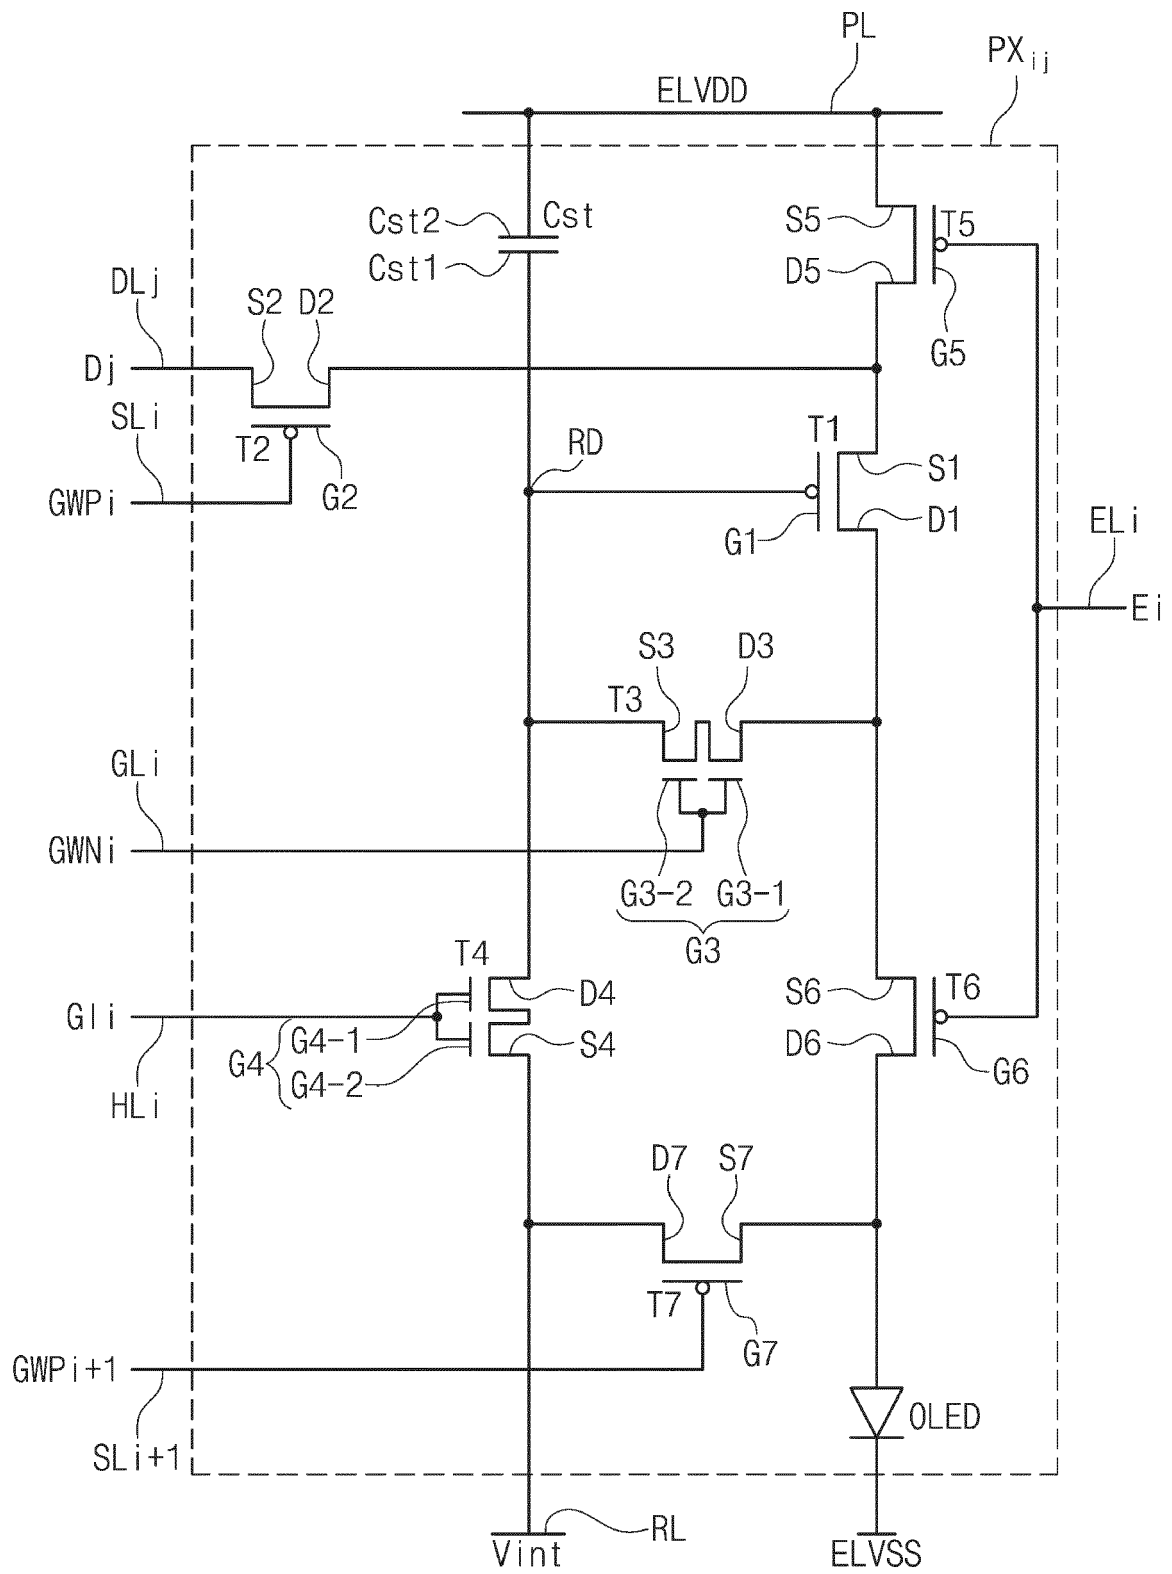 PL
PXij
ELVDD
Cst2
Cst
Cst1
S5
T5
D5
G5
DLj
S2
D2
Dj
SLi
T2
G2
GWPi
RD
T1
S1
G1
D1
ELi
Ei
S3
D3
T3
GLi
GWNi
G3-2
G3-1
G3
T4
D4
S6
T6
GIi
G4-1
S4
D6
G4
G4-2
G6
HLi
D7
S7
T7
G7
GWPi+1
OLED
SLi+1
RL
Vint
ELVSS